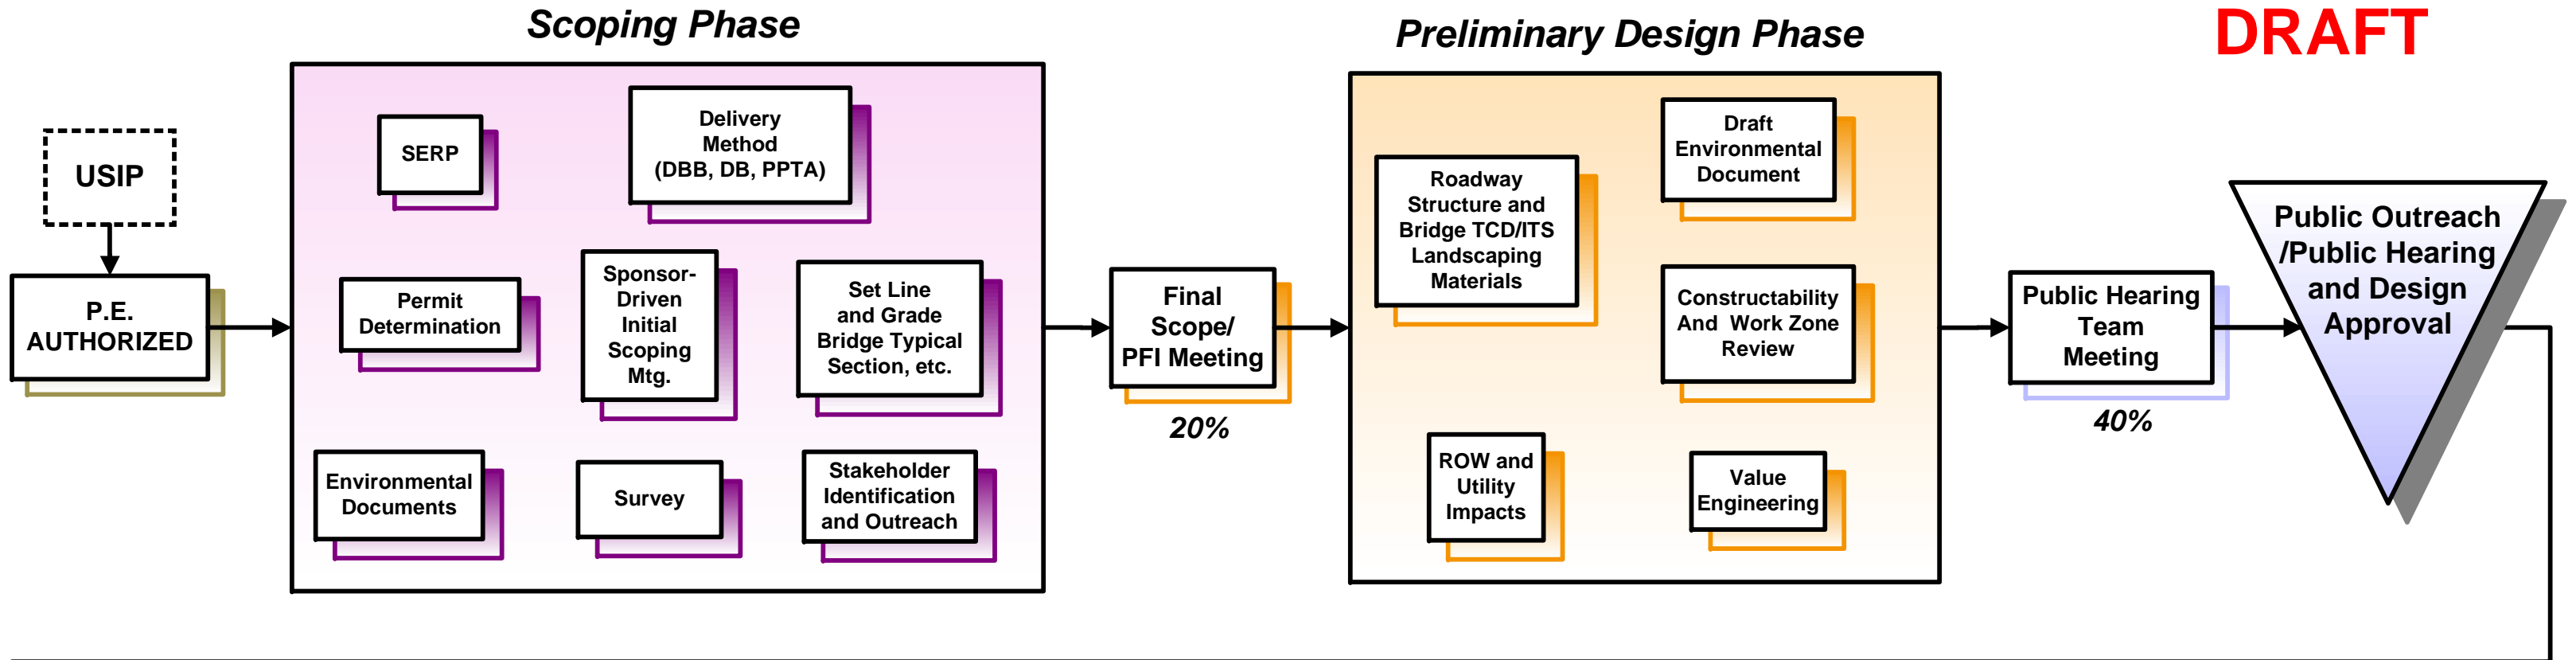 Scoping Phase
Preliminary Design Phase
DRAFT
USIP
P.E.
AUTHORIZED
SERP
Delivery
Method
(DBB, DB, PPTA)
Permit
Determination
Sponsor-
Driven
Initial
Scoping
Mtg.
Set Line
and Grade
Bridge Typical
Section, etc.
Environmental
Documents
Survey
Stakeholder
Identification
and Outreach
Final
Scope/
PFI Meeting
20%
Roadway
Structure and
Bridge TCD/ITS
Landscaping
Materials
Draft
Environmental
Document
Constructability
And Work Zone
Review
ROW and
Utility
Impacts
Value
Engineering
Public Hearing
Team
Meeting
40%
Public Outreach
/Public Hearing
and Design
Approval